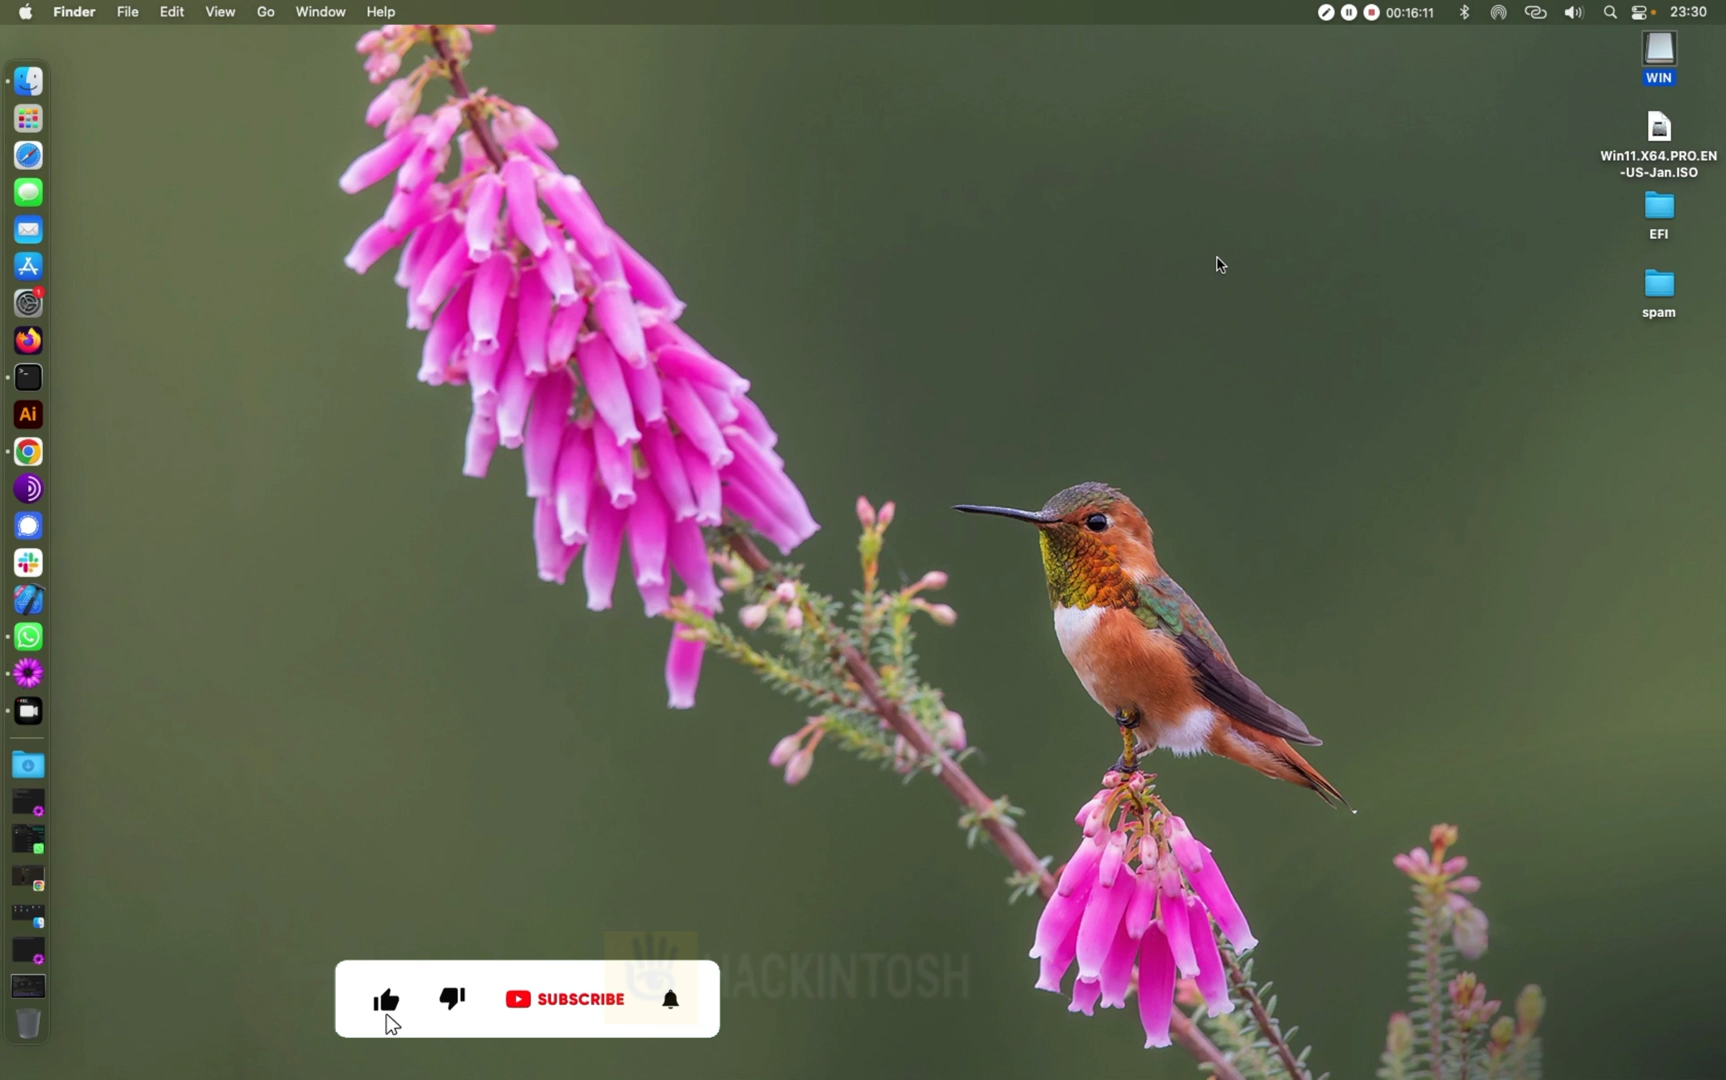 Finder File Edit View Go Window Help 00:16:11 23:30
WIN
Win11.X64.PRO.EN
-US-Jan.ISO
EFI
spam
1
Ai
SUBSCRIBE
HACKINTOSH